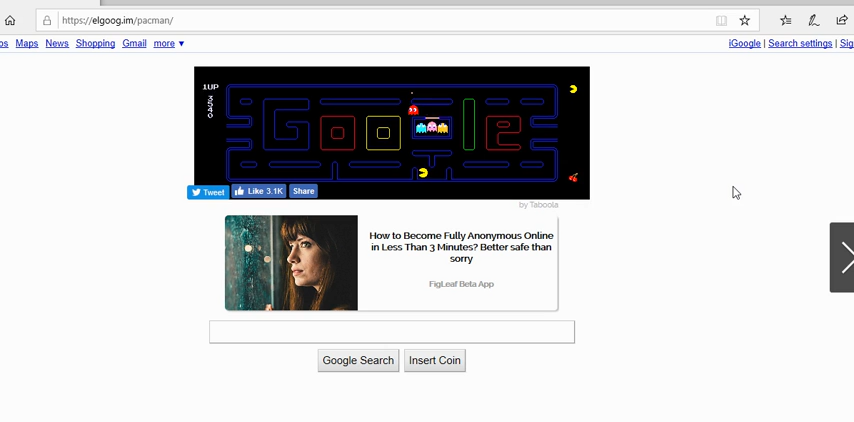 https://elgoog.im/pacman/
ps Maps News Shopping Gmail more ▼
iGoogle | Search settings | Sig
1UP
Google
Tweet Like 3.1K Share
by Taboola
How to Become Fully Anonymous Online
in Less Than 3 Minutes? Better safe than
sorry
FigLeaf Beta App
Google Search Insert Coin